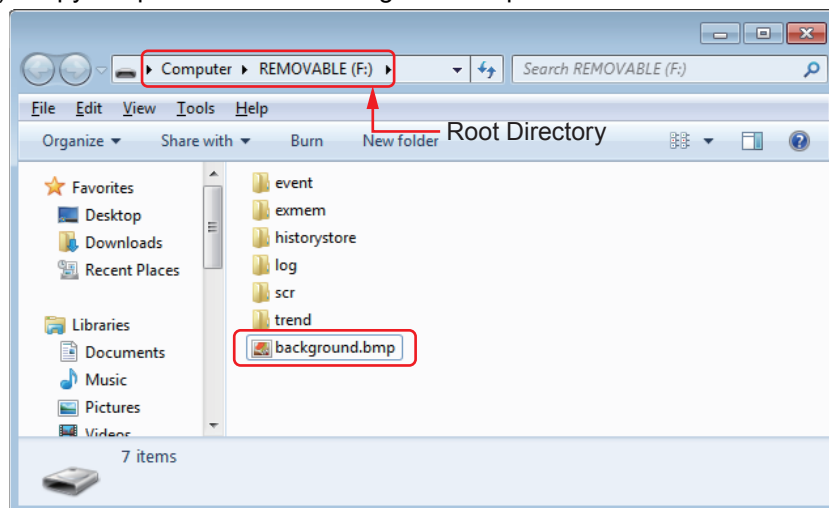 Computer REMOVABLE (F:) Search REMOVABLE (F:)
File Edit View Tools Help
Organize Share with Burn New folder
Root Directory
Favorites
Desktop
Downloads
Recent Places
Libraries
Documents
Music
Pictures
Videos
event
exmem
historystore
log
scr
trend
background.bmp
7 items